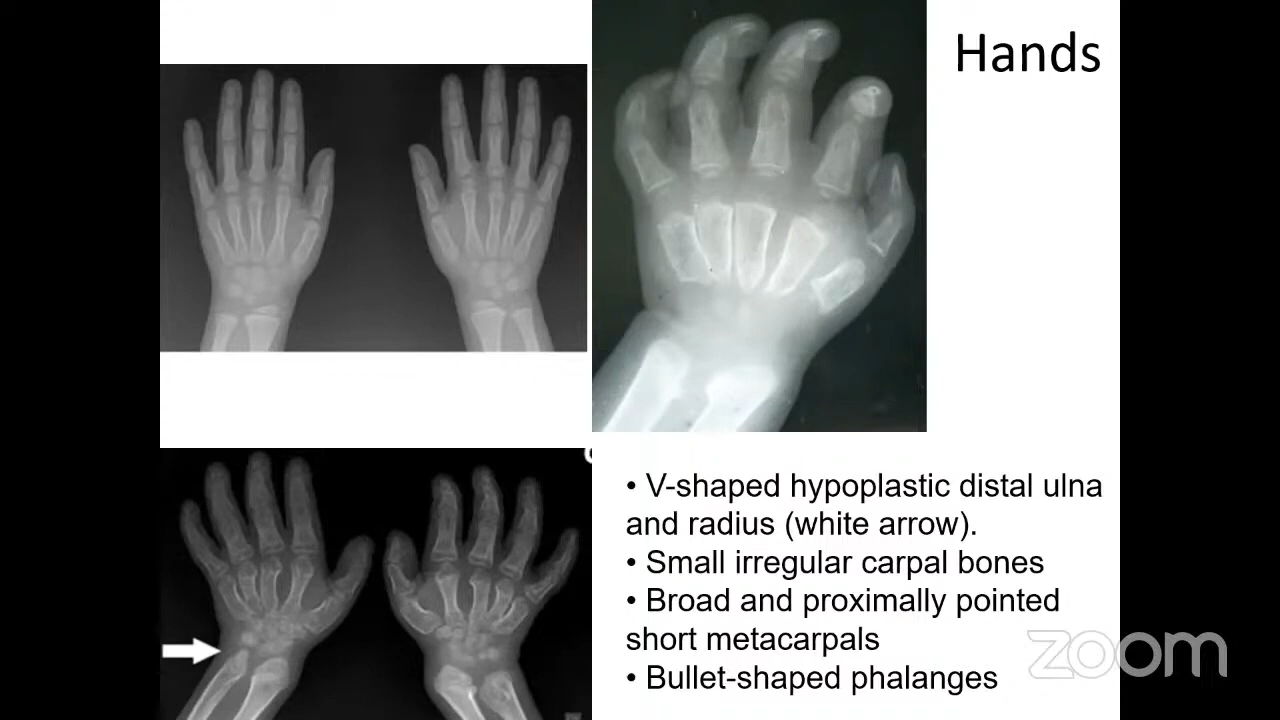 Hands
• V-shaped hypoplastic distal ulna
and radius (white arrow).
• Small irregular carpal bones
• Broad and proximally pointed
short metacarpals
• Bullet-shaped phalanges
zoom